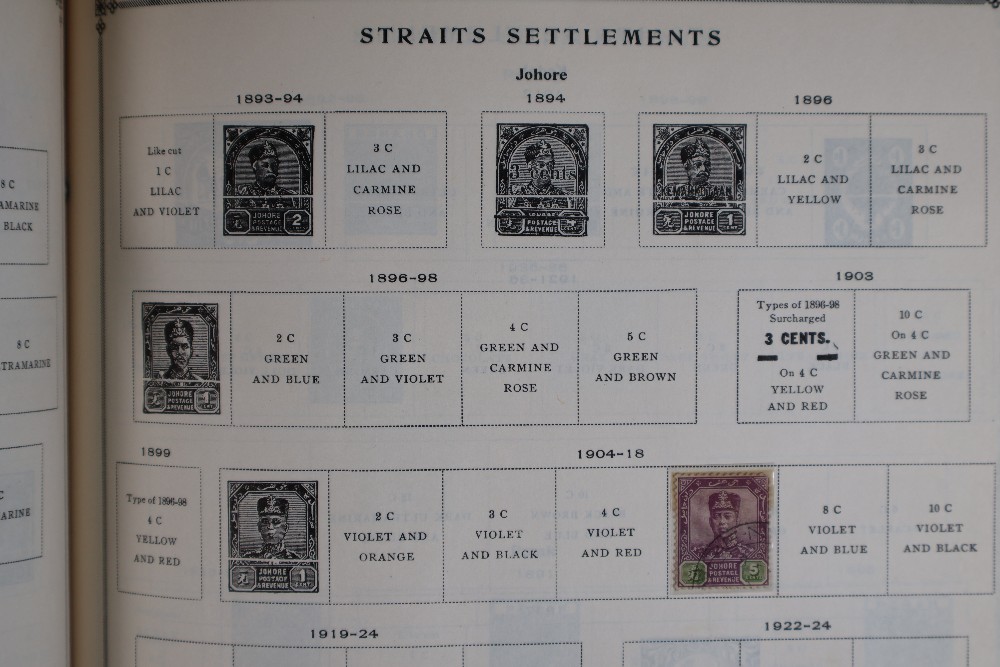 STRAITS SETTLEMENTS
Johore
1893-94
1894
1896
Like cut
1 C
LILAC
AND VIOLET
JOHORE
POSTAGE
& REVENUE
2
3 C
LILAC AND
CARMINE
ROSE
3 Cents
JOHORE
POSTAGE
& REVENUE
KEMAHKOTAAN
JOHORE
POSTAGE
& REVENUE
1
CENT
2 C
LILAC AND
YELLOW
3 C
LILAC AND
CARMINE
ROSE
1896-98
1903
JOHORE
POSTAGE
& REVENUE
1
CENT
2 C
GREEN
AND BLUE
3 C
GREEN
AND VIOLET
4 C
GREEN AND
CARMINE
ROSE
5 C
GREEN
AND BROWN
Types of 1896-98
Surcharged
3 CENTS.
On 4 C
YELLOW
AND RED
10 C
On 4 C
GREEN AND
CARMINE
ROSE
1899
1904-18
Type of 1896-98
4 C
YELLOW
AND RED
JOHORE
POSTAGE
& REVENUE
1
CENT
2 C
VIOLET AND
ORANGE
3 C
VIOLET
AND BLACK
4 C
VIOLET
AND RED
JOHORE
POSTAGE
& REVENUE
5
8 C
VIOLET
AND BLUE
10 C
VIOLET
AND BLACK
1919-24
1922-24
8 C
AMARINE
BLACK
8 C
TRAMARINE
C
ARINE